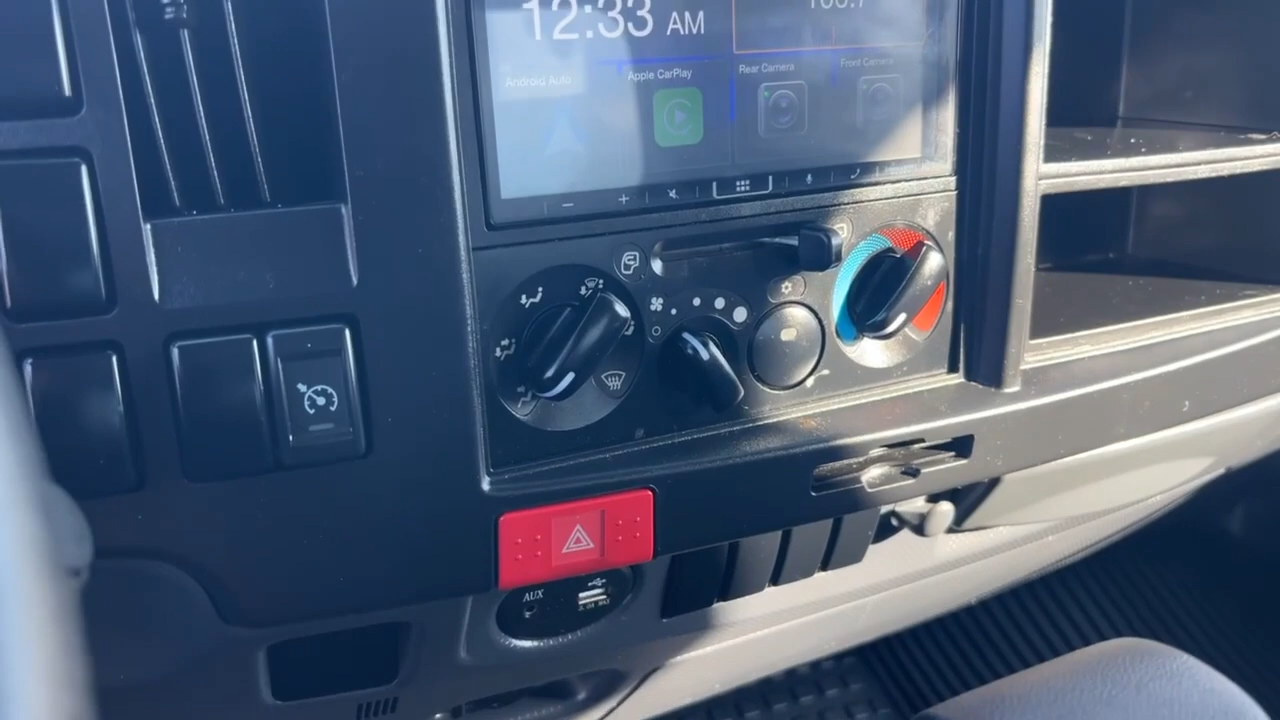 12:33 AM
Android Auto
Apple CarPlay
Rear Camera
Front Camera
AUX